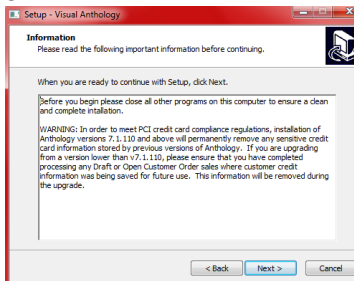 Setup - Visual Anthology
Information
Please read the following important information before continuing.
When you are ready to continue with Setup, click Next.
Before you begin please close all other programs on this computer to ensure a clean
and complete intallation.
WARNING: In order to meet PCI credit card compliance regulations, installation of
Anthology versions 7.1.110 and above will permanently remove any sensitive credit
card information stored by previous versions of Anthology. If you are upgrading
from a version lower than v7.1.110, please ensure that you have completed
processing any Draft or Open Customer Order sales where customer credit
information was being saved for future use. This information will be removed during
the upgrade.
< Back
Next >
Cancel